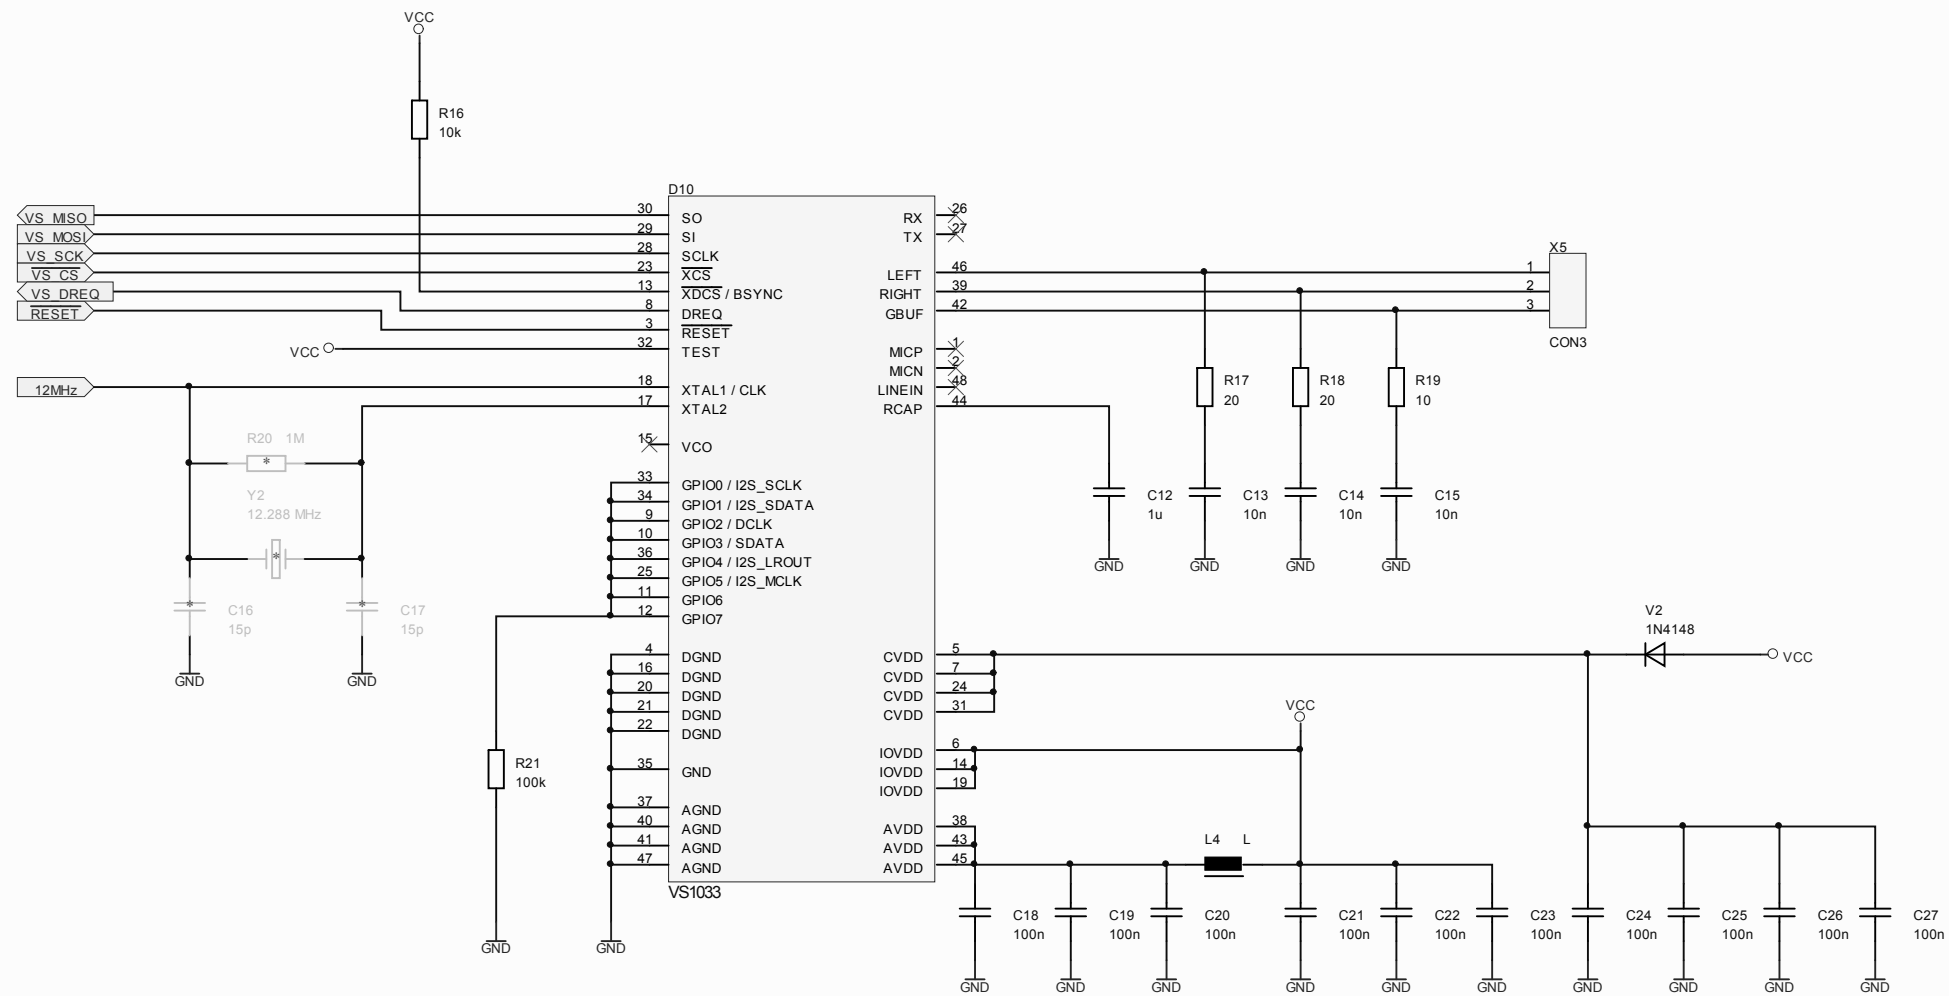 VCC
R16
10k
D10
VS_MISO
30
SO
RX
26
VS_MOSI
29
SI
TX
27
VS_SCK
28
SCLK
VS_CS
23
XCS
LEFT
46
VS_DREQ
13
XDCS / BSYNC
RIGHT
39
RESET
8
DREQ
GBUF
42
3
RESET
VCC
32
TEST
MICP
1
MICN
2
12MHz
18
XTAL1 / CLK
LINEIN
48
17
XTAL2
RCAP
44
X5
1
2
3
CON3
R17
20
R18
20
R19
10
R20 1M
15
VCO
Y2
12.288 MHz
33
GPIO0 / I2S_SCLK
34
GPIO1 / I2S_SDATA
9
GPIO2 / DCLK
10
GPIO3 / SDATA
36
GPIO4 / I2S_LROUT
25
GPIO5 / I2S_MCLK
11
GPIO6
12
GPIO7
C12
1u
C13
10n
C14
10n
C15
10n
GND
GND
GND
GND
C16
15p
C17
15p
GND
GND
V2
1N4148
VCC
4
DGND
16
DGND
20
DGND
21
DGND
22
DGND
CVDD
5
CVDD
7
CVDD
24
CVDD
31
VCC
R21
100k
35
GND
IOVDD
6
IOVDD
14
IOVDD
19
37
AGND
40
AGND
41
AGND
47
AGND
AVDD
38
AVDD
43
AVDD
45
L4 L
VS1033
C18
100n
C19
100n
C20
100n
C21
100n
C22
100n
C23
100n
C24
100n
C25
100n
C26
100n
C27
100n
GND
GND
GND
GND
GND
GND
GND
GND
GND
GND
GND
GND